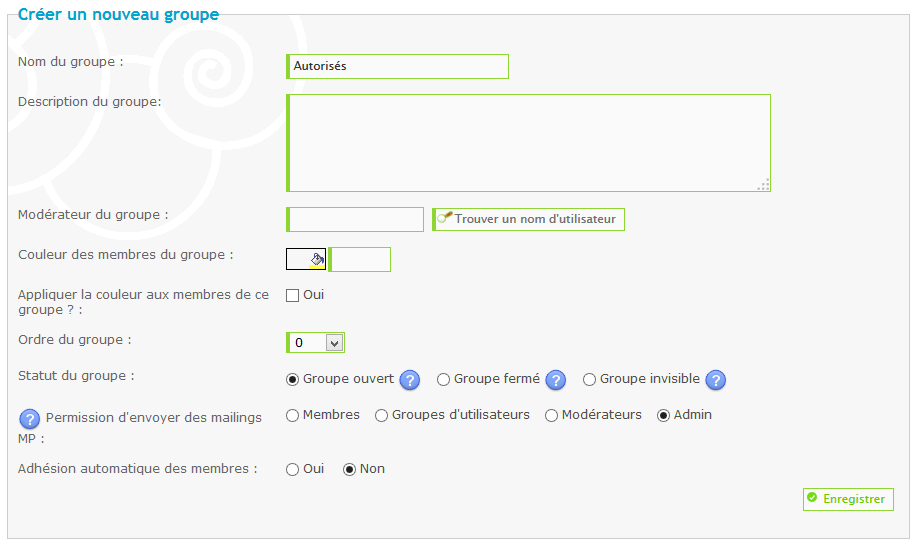 Créer un nouveau groupe
Nom du groupe : Autorisés
Description du groupe:
Modérateur du groupe : Trouver un nom d'utilisateur
Couleur des membres du groupe :
Appliquer la couleur aux membres de ce Oui
groupe ? :
Ordre du groupe : 0
Statut du groupe : Groupe ouvert ? Groupe fermé ? Groupe invisible ?
? Permission d'envoyer des mailings Membres Groupes d'utilisateurs Modérateurs Admin
MP :
Adhésion automatique des membres : Oui Non
Enregistrer